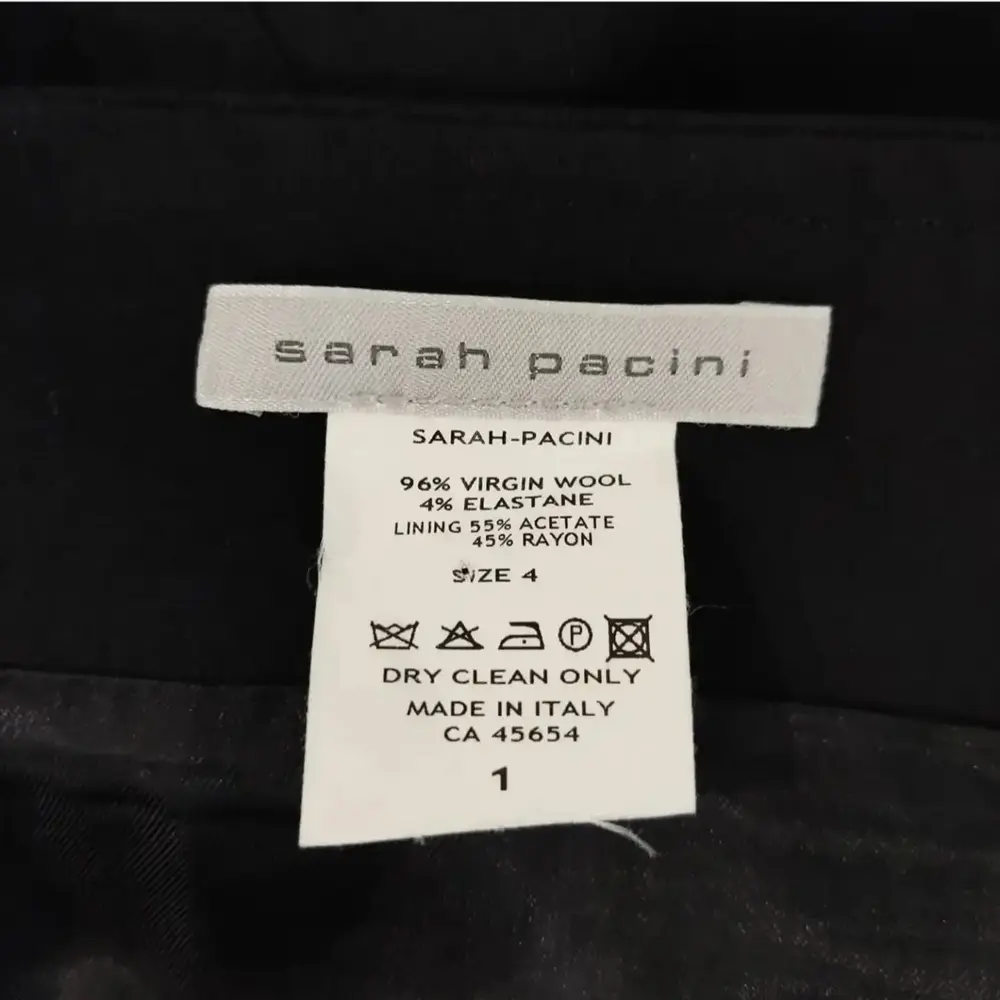 sarah pacini
SARAH-PACINI
96% VIRGIN WOOL
4% ELASTANE
LINING 55% ACETATE
45% RAYON
SIZE 4
P
DRY CLEAN ONLY
MADE IN ITALY
CA 45654
1